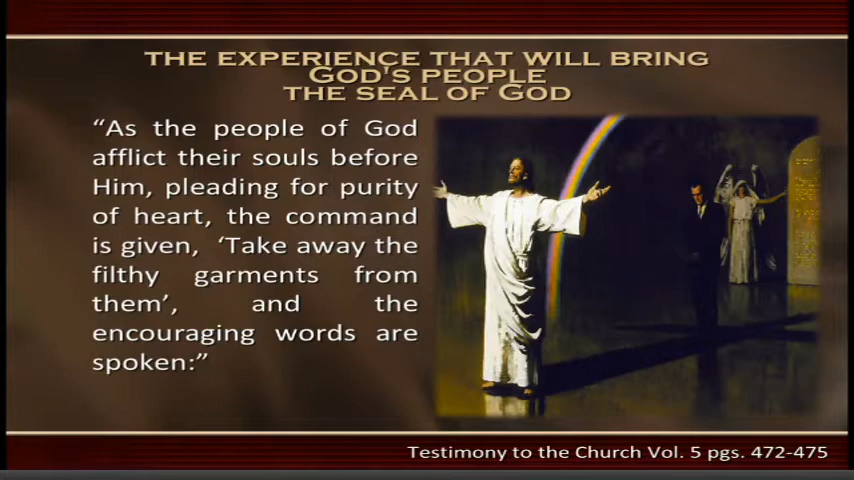 THE EXPERIENCE THAT WILL BRING
GOD'S PEOPLE
THE SEAL OF GOD
“As the people of God
afflict their souls before
Him, pleading for purity
of heart, the command
is given, ‘Take away the
filthy garments from
them’, and the
encouraging words are
spoken:”
Testimony to the Church Vol. 5 pgs. 472-475